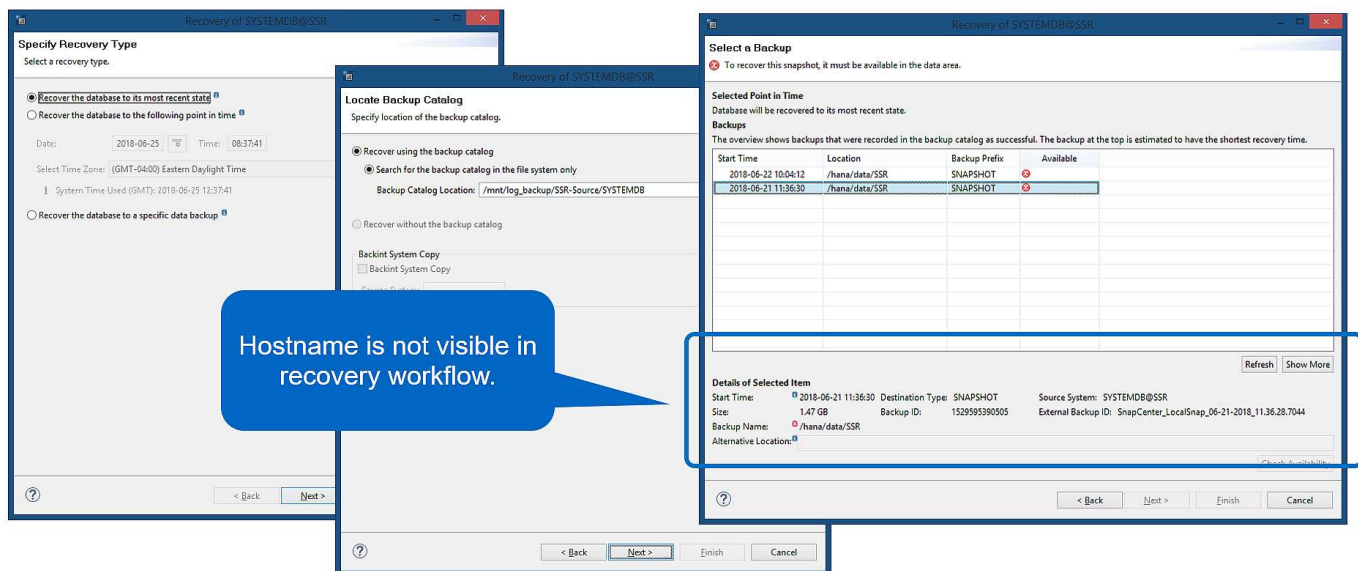 Recovery of SYSTEMDB@SSR
Specify Recovery Type
Select a recovery type.
Recover the database to its most recent state
Recover the database to the following point in time
Date: 2018-06-25 Time: 08:37:41
Select Time Zone: (GMT-04:00) Eastern Daylight Time
System Time Used (GMT): 2018-06-25 12:37:41
Recover the database to a specific data backup
< Back Next >
Recovery of SYSTEMDB@SSR
Locate Backup Catalog
Specify location of the backup catalog.
Recover using the backup catalog
Search for the backup catalog in the file system only
Backup Catalog Location: /mnt/log_backup/SSR-Source/SYSTEMDB
Recover without the backup catalog
Backint System Copy
Backint System Copy
Source System:
< Back Next > Finish Cancel
Hostname is not visible in
recovery workflow.
Recovery of SYSTEMDB@SSR
Select a Backup
To recover this snapshot, it must be available in the data area.
Selected Point in Time
Database will be recovered to its most recent state.
Backups
The overview shows backups that were recorded in the backup catalog as successful. The backup at the top is estimated to have the shortest recovery time.
Start Time Location Backup Prefix Available
2018-06-22 10:04:12 /hana/data/SSR SNAPSHOT
2018-06-21 11:36:30 /hana/data/SSR SNAPSHOT
Refresh Show More
Details of Selected Item
Start Time: 2018-06-21 11:36:30 Destination Type: SNAPSHOT Source System: SYSTEMDB@SSR
Size: 1.47 GB Backup ID: 1529595390505 External Backup ID: SnapCenter_LocalSnap_06-21-2018_11.36.28.7044
Backup Name: /hana/data/SSR
Alternative Location:
Check Availability
< Back Next > Finish Cancel